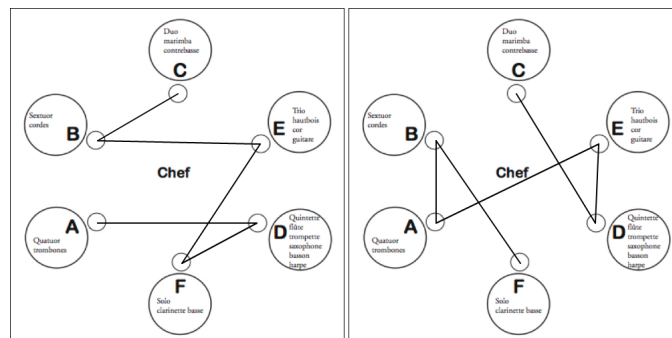 Duo
marimba
contrebasse
C
Sextuor
cordes
B
Trio
hautbois
cor
guitare
E
Chef
A
Quatuor
trombones
Quintette
flûte
trompette
saxophone
basson
harpe
D
F
Solo
clarinette basse
Duo
marimba
contrebasse
C
Sextuor
cordes
B
Trio
hautbois
cor
guitare
E
Chef
A
Quatuor
trombones
Quintette
flûte
trompette
saxophone
basson
harpe
D
F
Solo
clarinette basse